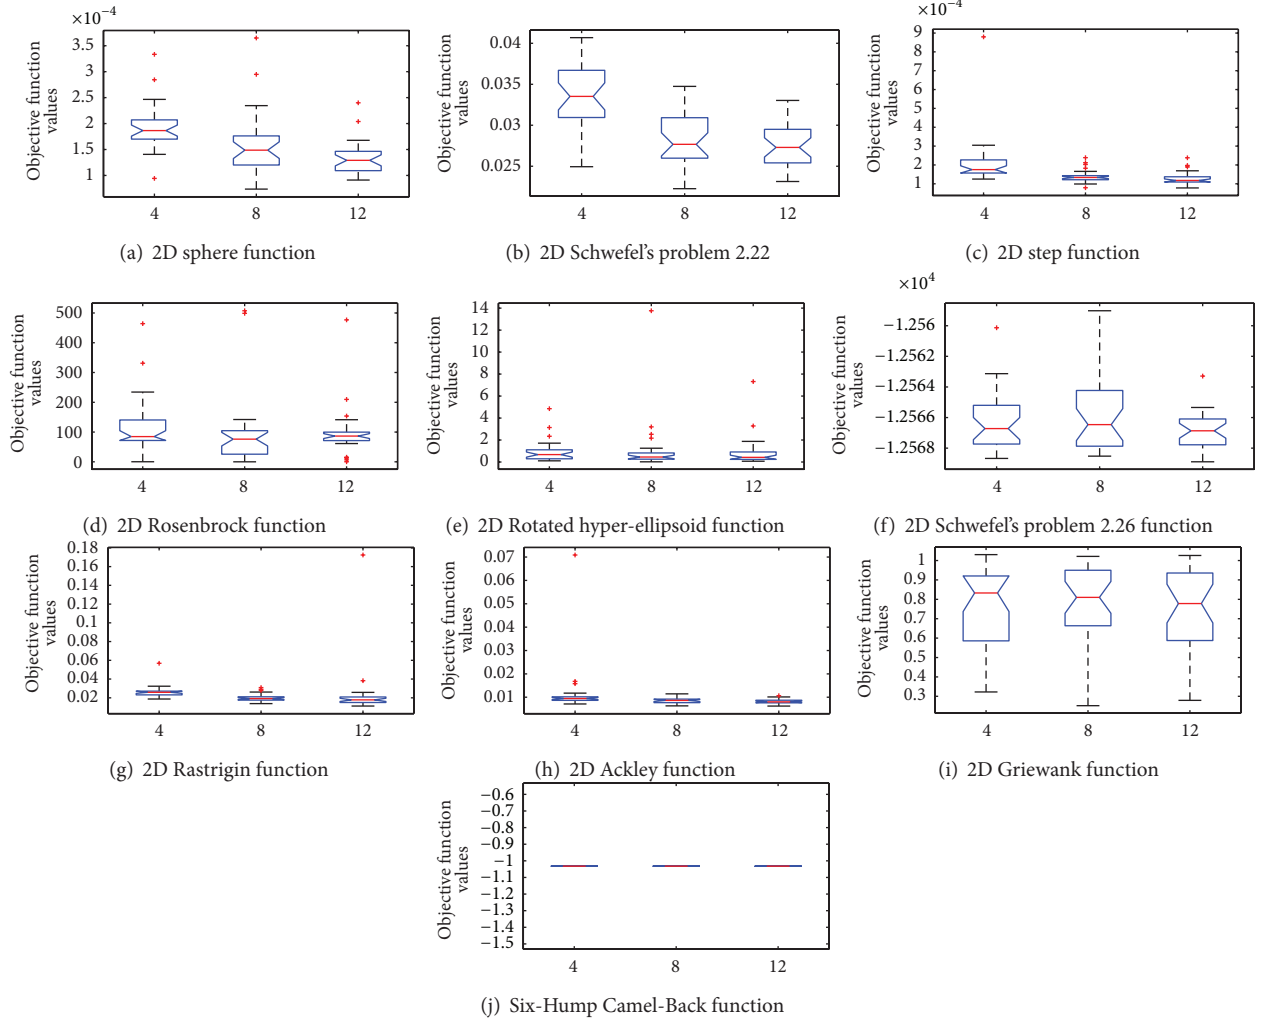 ×10⁻⁴
3.5
3
2.5
2
1.5
1
Objective function
values
4 8 12
(a) 2D sphere function
0.04
0.035
0.03
0.025
Objective function
values
4 8 12
(b) 2D Schwefel's problem 2.22
×10⁻⁴
9
8
7
6
5
4
3
2
1
Objective function
values
4 8 12
(c) 2D step function
500
400
300
200
100
0
Objective function
values
4 8 12
(d) 2D Rosenbrock function
14
12
10
8
6
4
2
0
Objective function
values
4 8 12
(e) 2D Rotated hyper-ellipsoid function
×10⁴
−1.256
−1.2562
−1.2564
−1.2566
−1.2568
Objective function
values
4 8 12
(f) 2D Schwefel's problem 2.26 function
0.18
0.16
0.14
0.12
0.1
0.08
0.06
0.04
0.02
Objective function
values
4 8 12
(g) 2D Rastrigin function
0.07
0.06
0.05
0.04
0.03
0.02
0.01
Objective function
values
4 8 12
(h) 2D Ackley function
1
0.9
0.8
0.7
0.6
0.5
0.4
0.3
Objective function
values
4 8 12
(i) 2D Griewank function
−0.6
−0.7
−0.8
−0.9
−1
−1.1
−1.2
−1.3
−1.4
−1.5
Objective function
values
4 8 12
(j) Six-Hump Camel-Back function